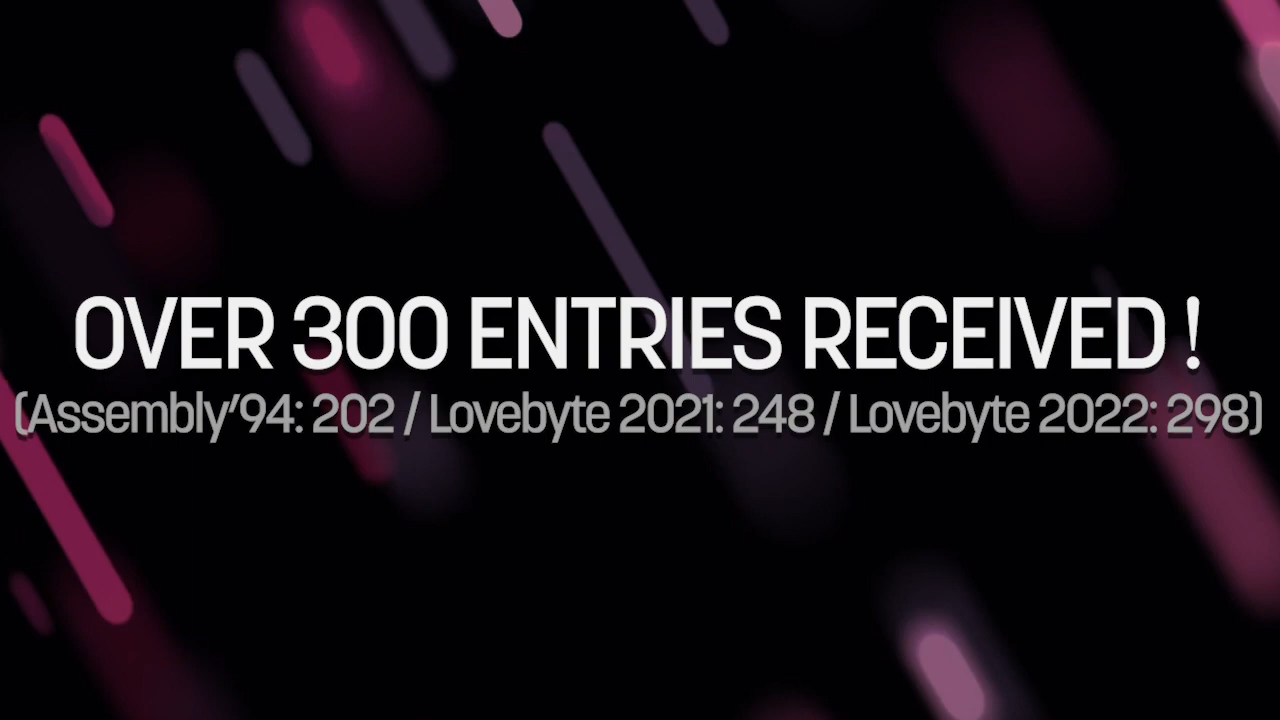 OVER 300 ENTRIES RECEIVED !
(Assembly'94: 202 / Lovebyte 2021: 248 / Lovebyte 2022: 298)